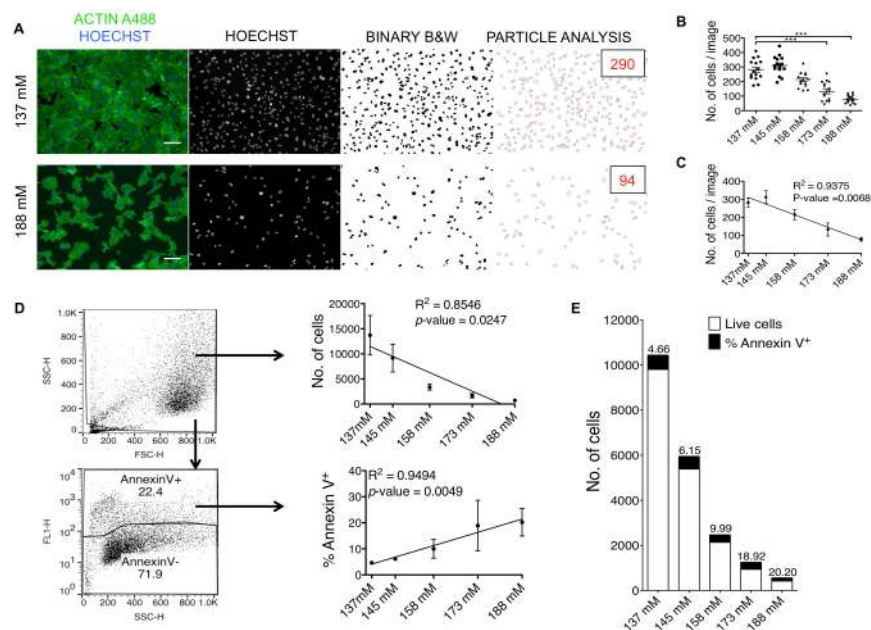 A
ACTIN A488
HOECHST
HOECHST
BINARY B&W
PARTICLE ANALYSIS
137 mM
290
188 mM
94
B
No. of cells / image
400
300
200
100
0
***
***
137 mM
145 mM
158 mM
173 mM
188 mM
C
No. of cells / image
400
300
200
100
0
R² = 0.9375
P-value =0.0068
137mM
145 mM
158 mM
173 mM
188 mM
D
SSC-H
1.0K
800
600
400
200
0
0
200
400
600
800
1.0K
FSC-H
No. of cells
20000
15000
10000
5000
0
R² = 0.8546
p-value = 0.0247
137mM
145 mM
158 mM
173 mM
188 mM
FL1-H
10³
10²
10¹
10⁰
AnnexinV+
22.4
AnnexinV-
71.9
0
200
400
600
800
1.0K
SSC-H
% Annexin V⁺
40
30
20
10
0
R² = 0.9494
p-value = 0.0049
137mM
145 mM
158 mM
173 mM
188 mM
E
Live cells
% Annexin V⁺
No. of cells
12000
10000
8000
6000
4000
2000
0
4.66
6.15
9.99
18.92
20.20
137 mM
145 mM
158 mM
173 mM
188 mM